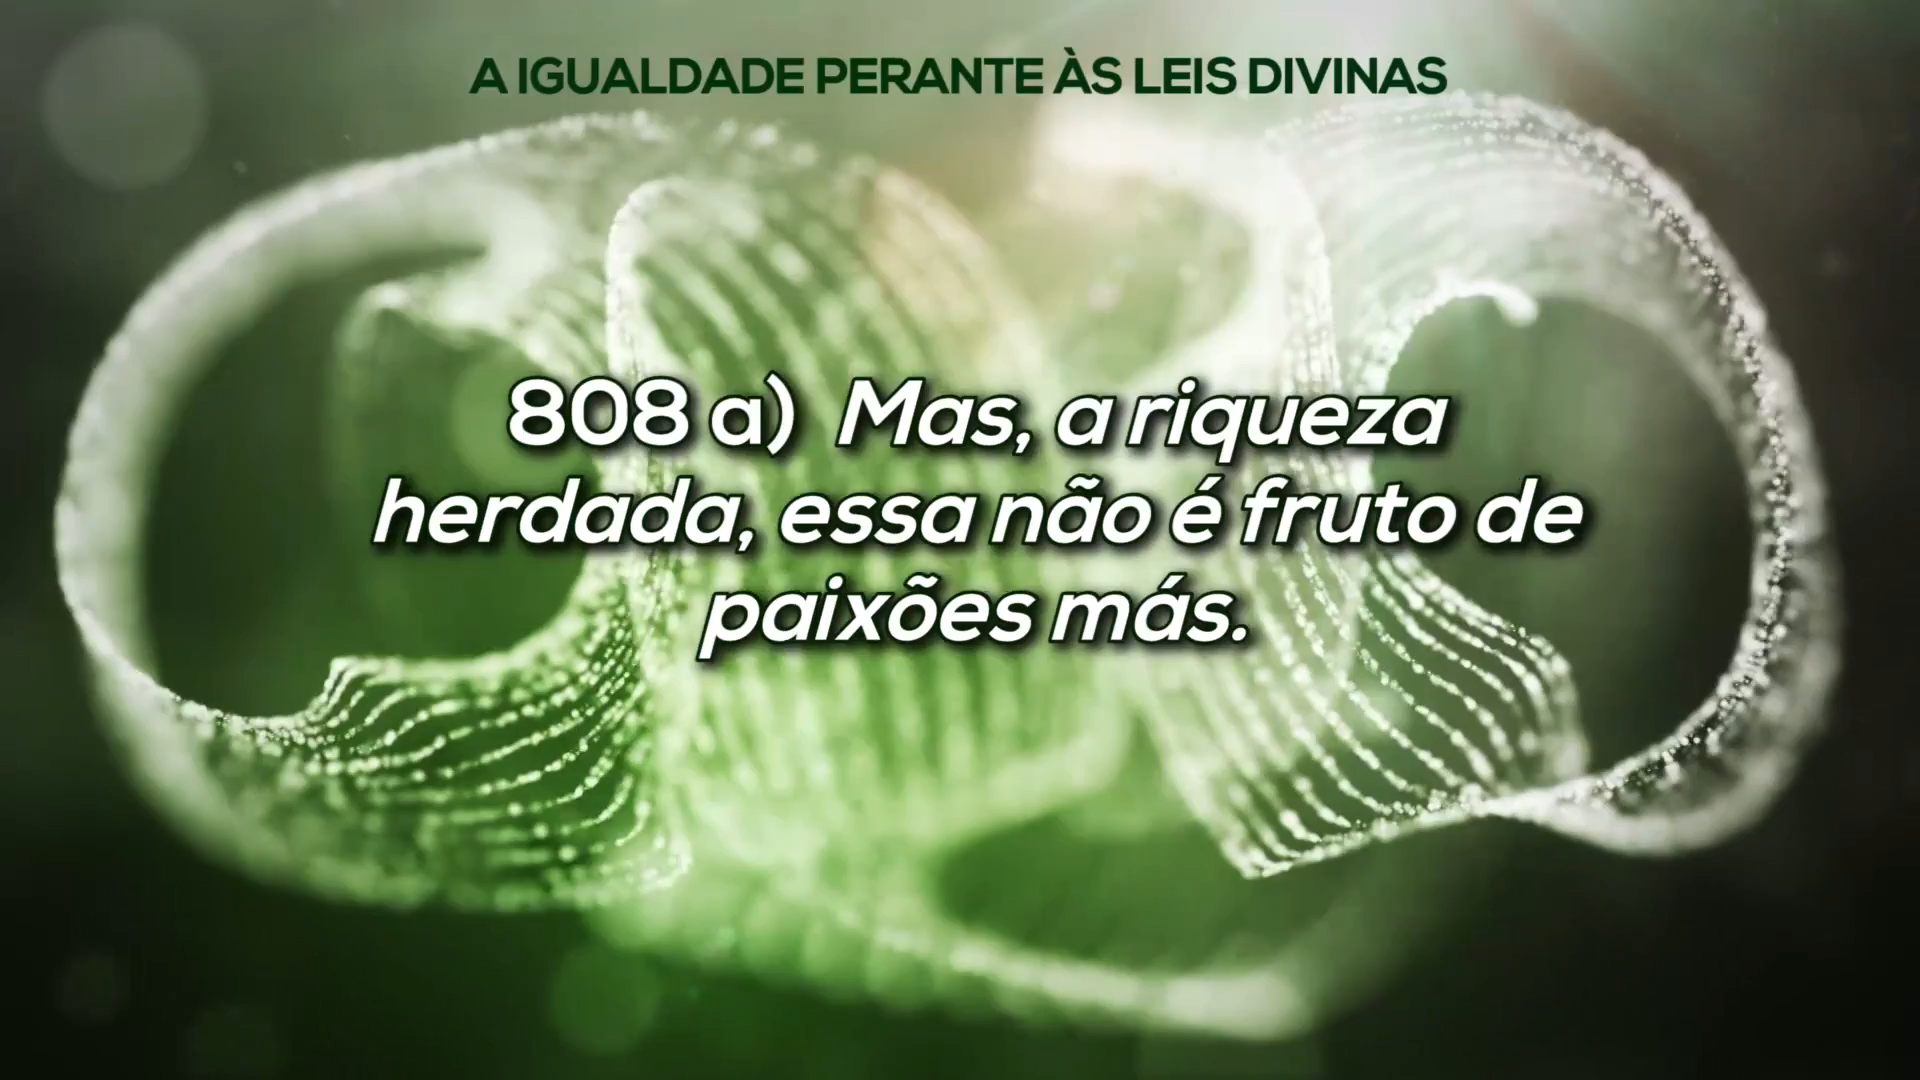 A IGUALDADE PERANTE ÀS LEIS DIVINAS
808 a) Mas, a riqueza
herdada, essa não é fruto de
paixões más.